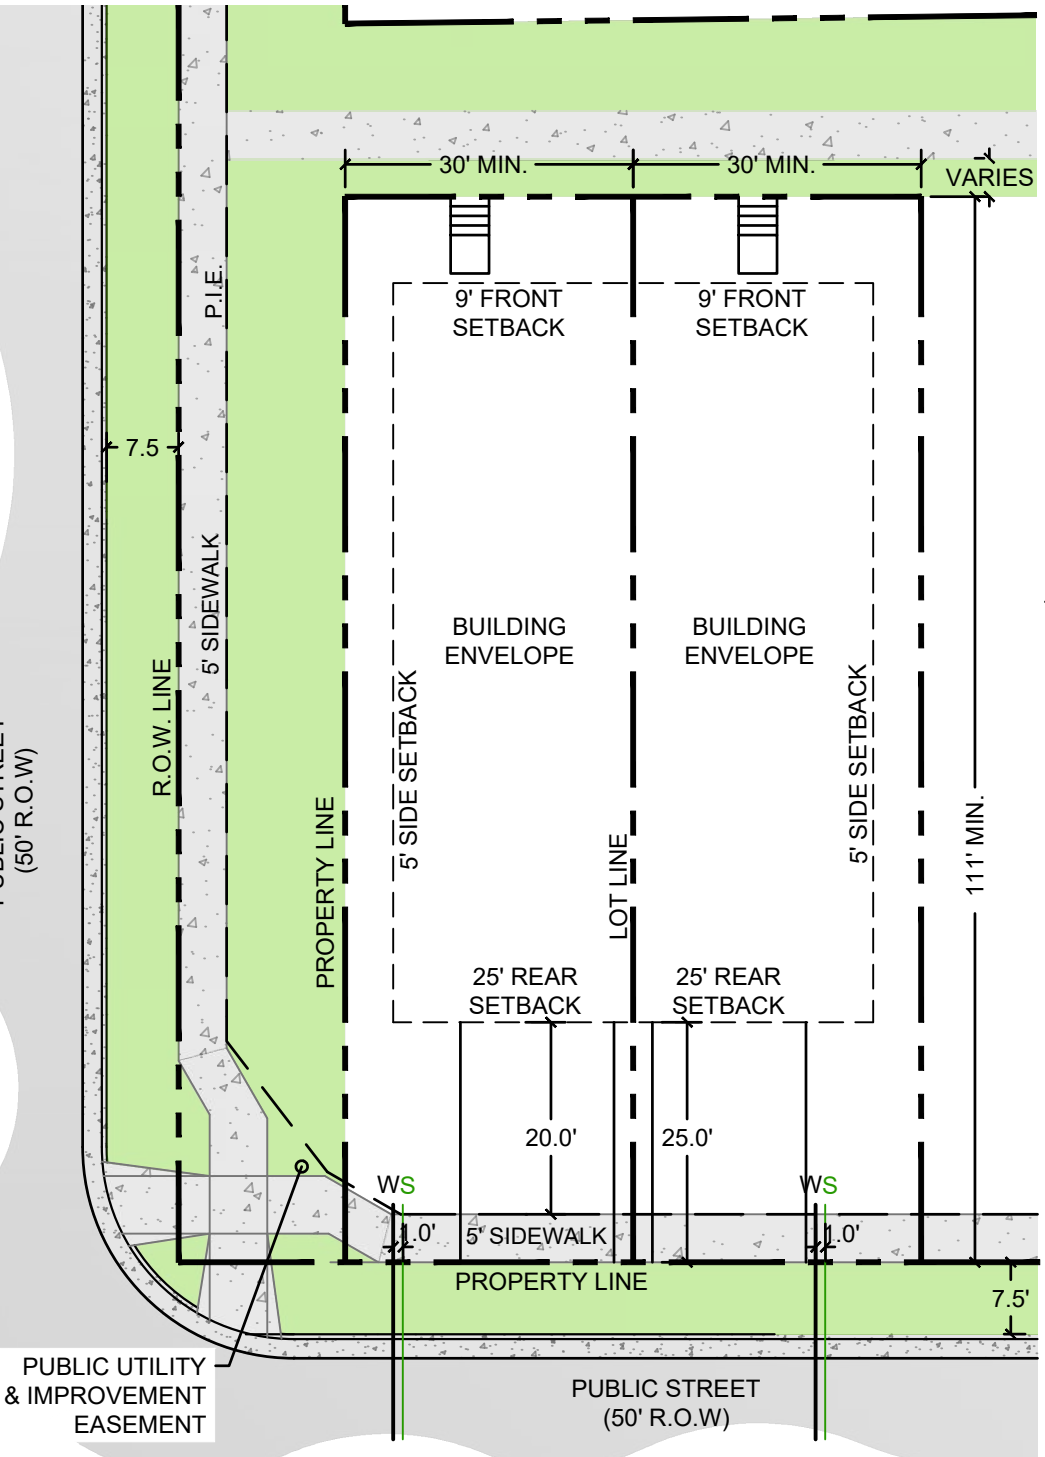 30' MIN.
30' MIN.
VARIES
P.I.E.
9' FRONT
SETBACK
9' FRONT
SETBACK
7.5
5' SIDEWALK
R.O.W. LINE
BUILDING
ENVELOPE
BUILDING
ENVELOPE
5' SIDE SETBACK
5' SIDE SETBACK
(50' R.O.W)
PROPERTY LINE
LOT LINE
111' MIN.
25' REAR
SETBACK
25' REAR
SETBACK
20.0'
25.0'
WS
WS
1.0'
5' SIDEWALK
1.0'
PROPERTY LINE
7.5'
PUBLIC UTILITY
& IMPROVEMENT
EASEMENT
PUBLIC STREET
(50' R.O.W)